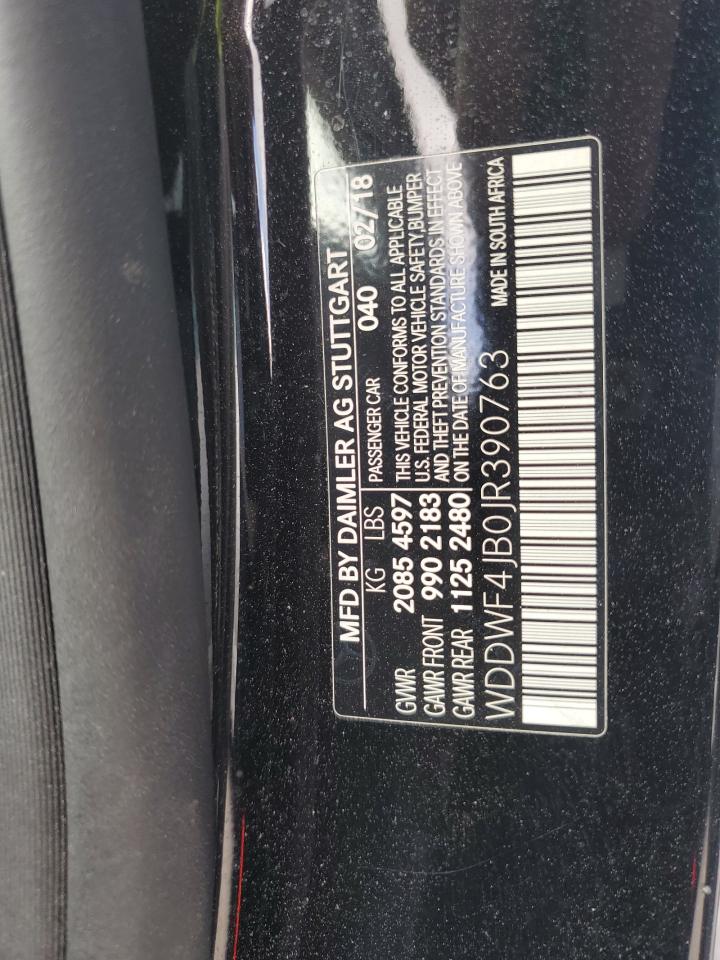 MFD BY DAIMLER AG STUTTGART
KG LBS PASSENGER CAR 040 02/18
GVWR 2085 4597 THIS VEHICLE CONFORMS TO ALL APPLICABLE
GAWR FRONT 990 2183 U.S. FEDERAL MOTOR VEHICLE SAFETY,BUMPER
AND THEFT PREVENTION STANDARDS IN EFFECT
GAWR REAR 1125 2480 ON THE DATE OF MANUFACTURE SHOWN ABOVE
WDDWF4JB0JR390763 MADE IN SOUTH AFRICA